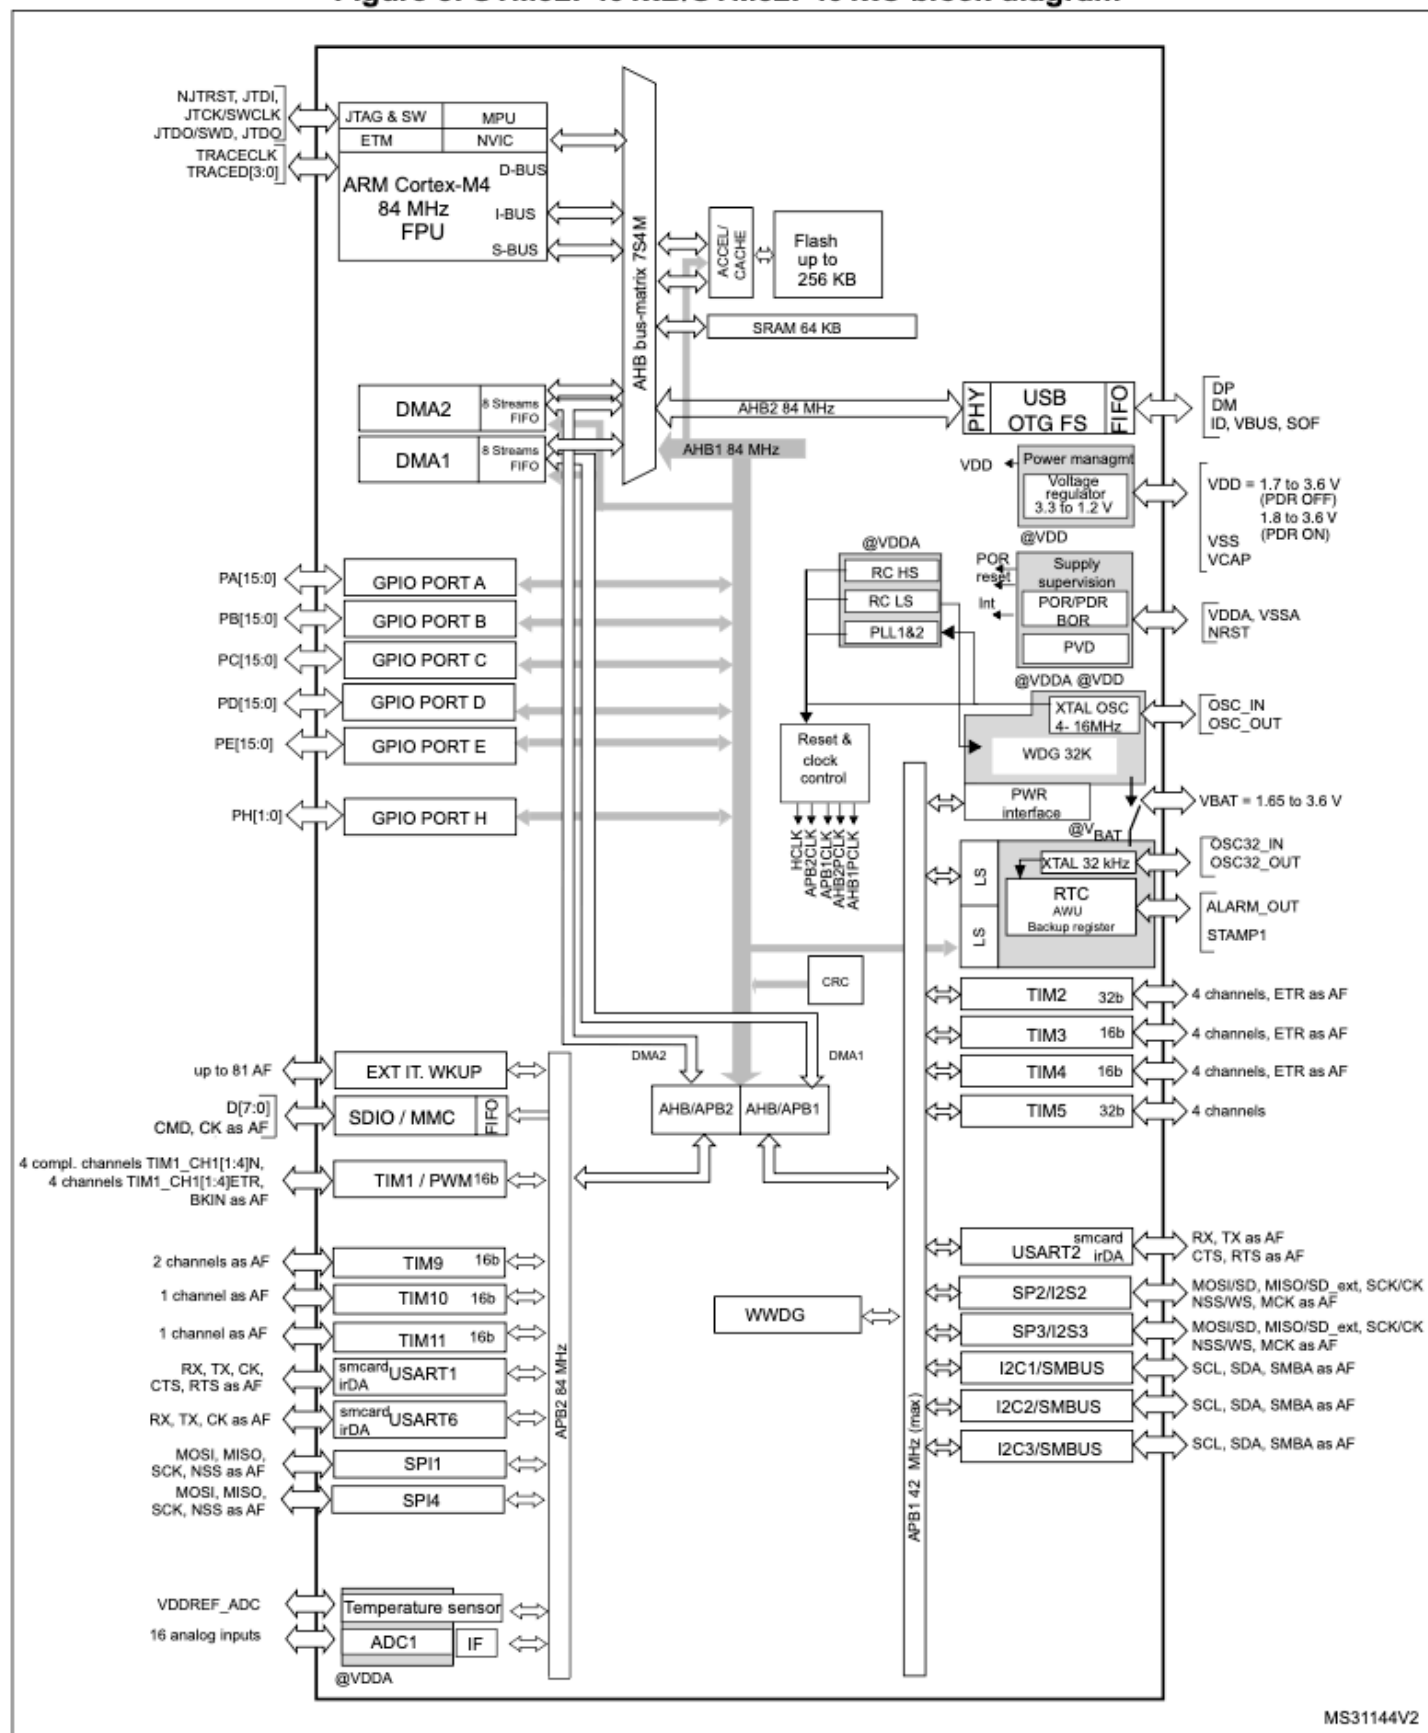 NJTRST, JTDI,
JTCK/SWCLK
JTDO/SWD, JTDO
TRACECLK
TRACED[3:0]
JTAG & SW
MPU
ETM
NVIC
D-BUS
ARM Cortex-M4
84 MHz
FPU
I-BUS
S-BUS
AHB bus-matrix 7S4M
ACCEL/
CACHE
Flash
up to
256 KB
SRAM 64 KB
DMA2
8 Streams
FIFO
DMA1
8 Streams
FIFO
AHB2 84 MHz
AHB1 84 MHz
PHY
USB
OTG FS
FIFO
DP
DM
ID, VBUS, SOF
VDD
Power managmt
Voltage
regulator
3.3 to 1.2 V
@VDD
VDD = 1.7 to 3.6 V
(PDR OFF)
1.8 to 3.6 V
(PDR ON)
VSS
VCAP
@VDDA
RC HS
RC LS
PLL1&2
POR
reset
Int
Supply
supervision
POR/PDR
BOR
PVD
VDDA, VSSA
NRST
@VDDA @VDD
XTAL OSC
4- 16MHz
OSC_IN
OSC_OUT
WDG 32K
Reset &
clock
control
HCLK
APB2CLK
APB1CLK
AHB2PCLK
AHB1PCLK
PWR
interface
VBAT = 1.65 to 3.6 V
@VBAT
LS
LS
XTAL 32 kHz
OSC32_IN
OSC32_OUT
RTC
AWU
Backup register
ALARM_OUT
STAMP1
PA[15:0]
GPIO PORT A
PB[15:0]
GPIO PORT B
PC[15:0]
GPIO PORT C
PD[15:0]
GPIO PORT D
PE[15:0]
GPIO PORT E
PH[1:0]
GPIO PORT H
CRC
DMA2
DMA1
AHB/APB2
AHB/APB1
TIM2 32b
4 channels, ETR as AF
TIM3 16b
4 channels, ETR as AF
TIM4 16b
4 channels, ETR as AF
TIM5 32b
4 channels
up to 81 AF
EXT IT. WKUP
D[7:0]
CMD, CK as AF
SDIO / MMC
FIFO
4 compl. channels TIM1_CH1[1:4]N,
4 channels TIM1_CH1[1:4]ETR,
BKIN as AF
TIM1 / PWM 16b
2 channels as AF
TIM9 16b
1 channel as AF
TIM10 16b
1 channel as AF
TIM11 16b
RX, TX, CK,
CTS, RTS as AF
smcard
irDA
USART1
RX, TX, CK as AF
smcard
irDA
USART6
MOSI, MISO,
SCK, NSS as AF
SPI1
MOSI, MISO,
SCK, NSS as AF
SPI4
APB2 84 MHz
VDDREF_ADC
Temperature sensor
16 analog inputs
ADC1
IF
@VDDA
WWDG
APB1 42 MHz (max)
USART2
smcard
irDA
RX, TX as AF
CTS, RTS as AF
SP2/I2S2
MOSI/SD, MISO/SD_ext, SCK/CK
NSS/WS, MCK as AF
SP3/I2S3
MOSI/SD, MISO/SD_ext, SCK/CK
NSS/WS, MCK as AF
I2C1/SMBUS
SCL, SDA, SMBA as AF
I2C2/SMBUS
SCL, SDA, SMBA as AF
I2C3/SMBUS
SCL, SDA, SMBA as AF
MS31144V2